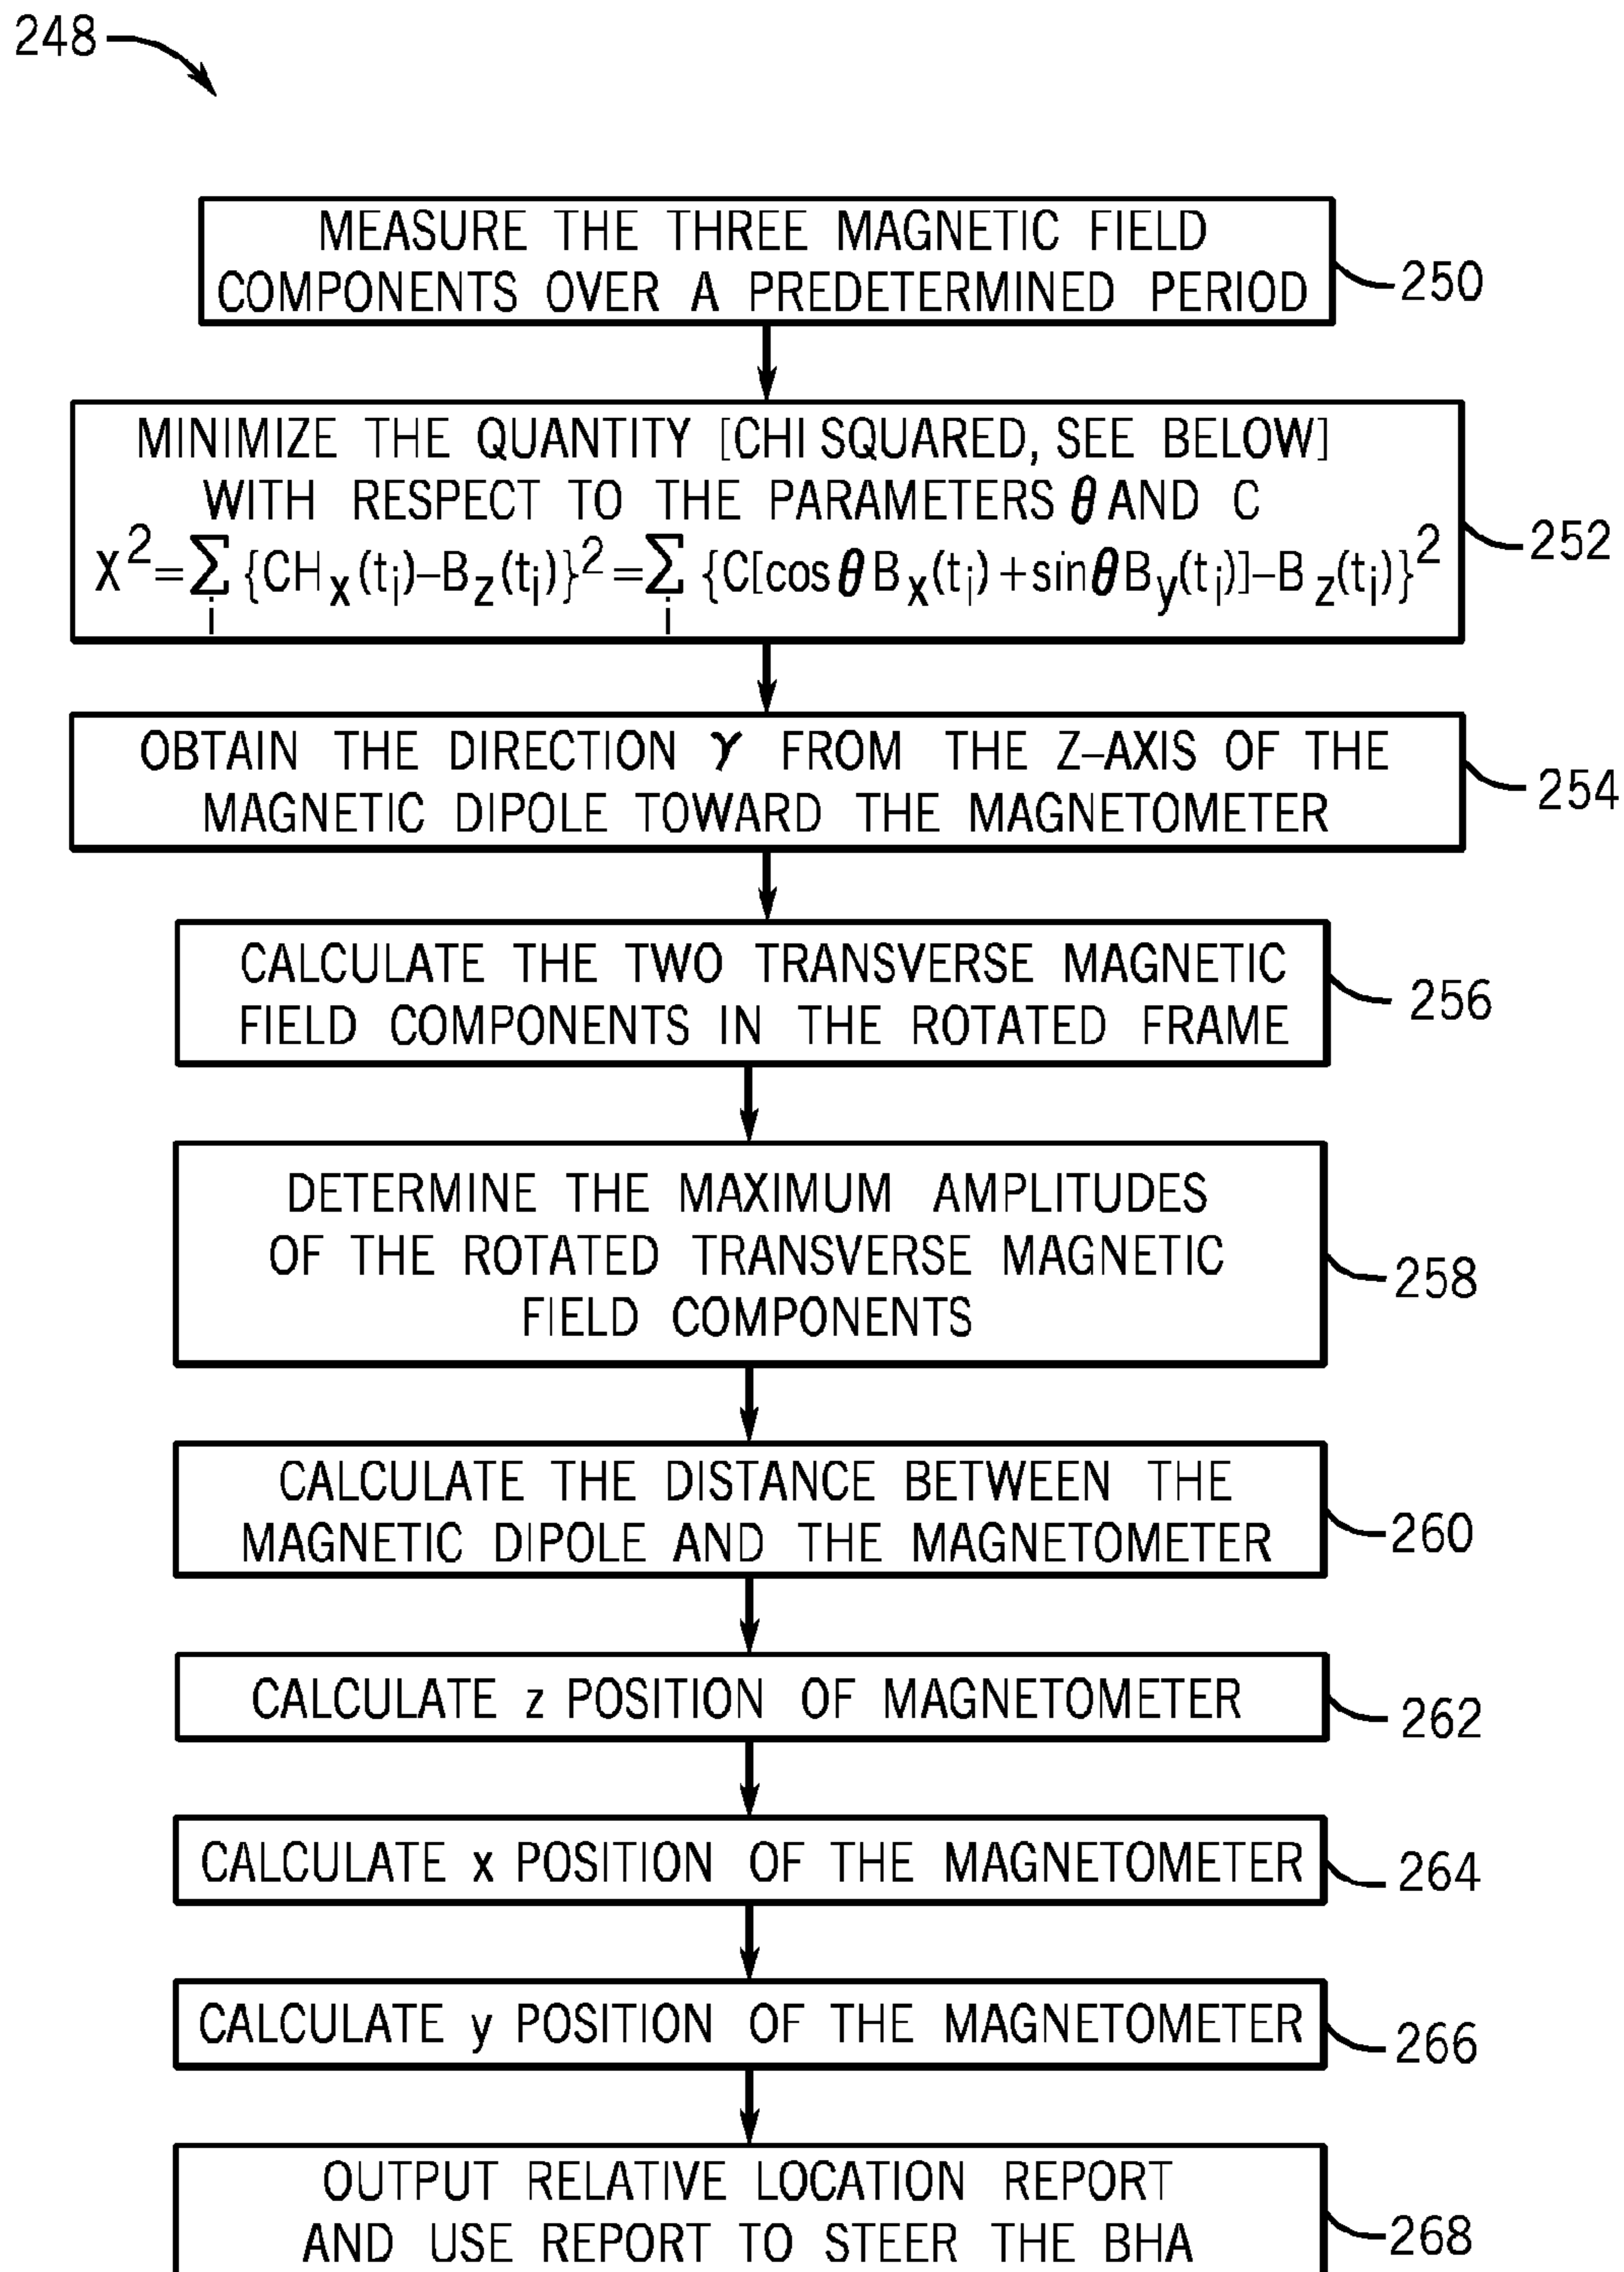 248
MEASURE THE THREE MAGNETIC FIELD
COMPONENTS OVER A PREDETERMINED PERIOD
250
MINIMIZE THE QUANTITY [CHI SQUARED, SEE BELOW]
WITH RESPECT TO THE PARAMETERS θ AND C
X²=∑i {CHx(ti)–Bz(ti)}²=∑i {C[cosθBx(ti)+sinθBy(ti)]–Bz(ti)}²
252
OBTAIN THE DIRECTION γ FROM THE Z–AXIS OF THE
MAGNETIC DIPOLE TOWARD THE MAGNETOMETER
254
CALCULATE THE TWO TRANSVERSE MAGNETIC
FIELD COMPONENTS IN THE ROTATED FRAME
256
DETERMINE THE MAXIMUM AMPLITUDES
OF THE ROTATED TRANSVERSE MAGNETIC
FIELD COMPONENTS
258
CALCULATE THE DISTANCE BETWEEN THE
MAGNETIC DIPOLE AND THE MAGNETOMETER
260
CALCULATE z POSITION OF MAGNETOMETER
262
CALCULATE x POSITION OF THE MAGNETOMETER
264
CALCULATE y POSITION OF THE MAGNETOMETER
266
OUTPUT RELATIVE LOCATION REPORT
AND USE REPORT TO STEER THE BHA
268